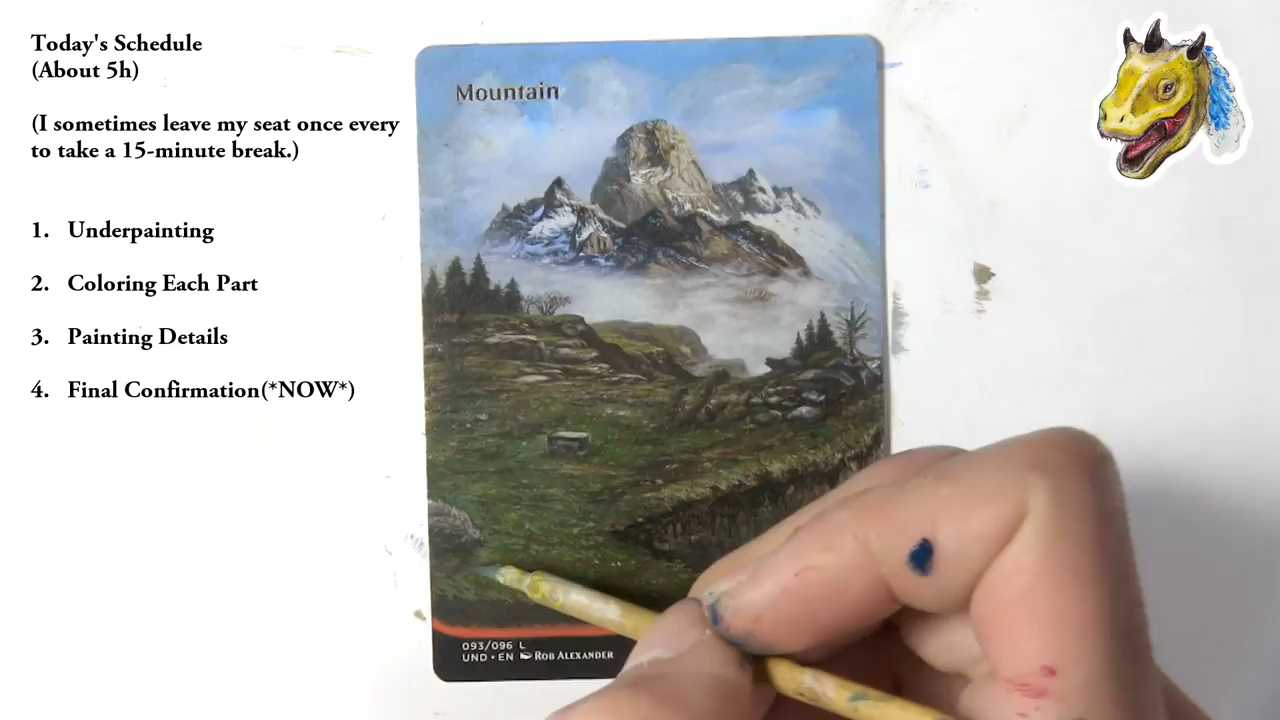 Today's Schedule
(About 5h)
(I sometimes leave my seat once every
to take a 15-minute break.)
1. Underpainting
2. Coloring Each Part
3. Painting Details
4. Final Confirmation(*NOW*)
Mountain
093/096 L
UND • EN ROB ALEXANDER